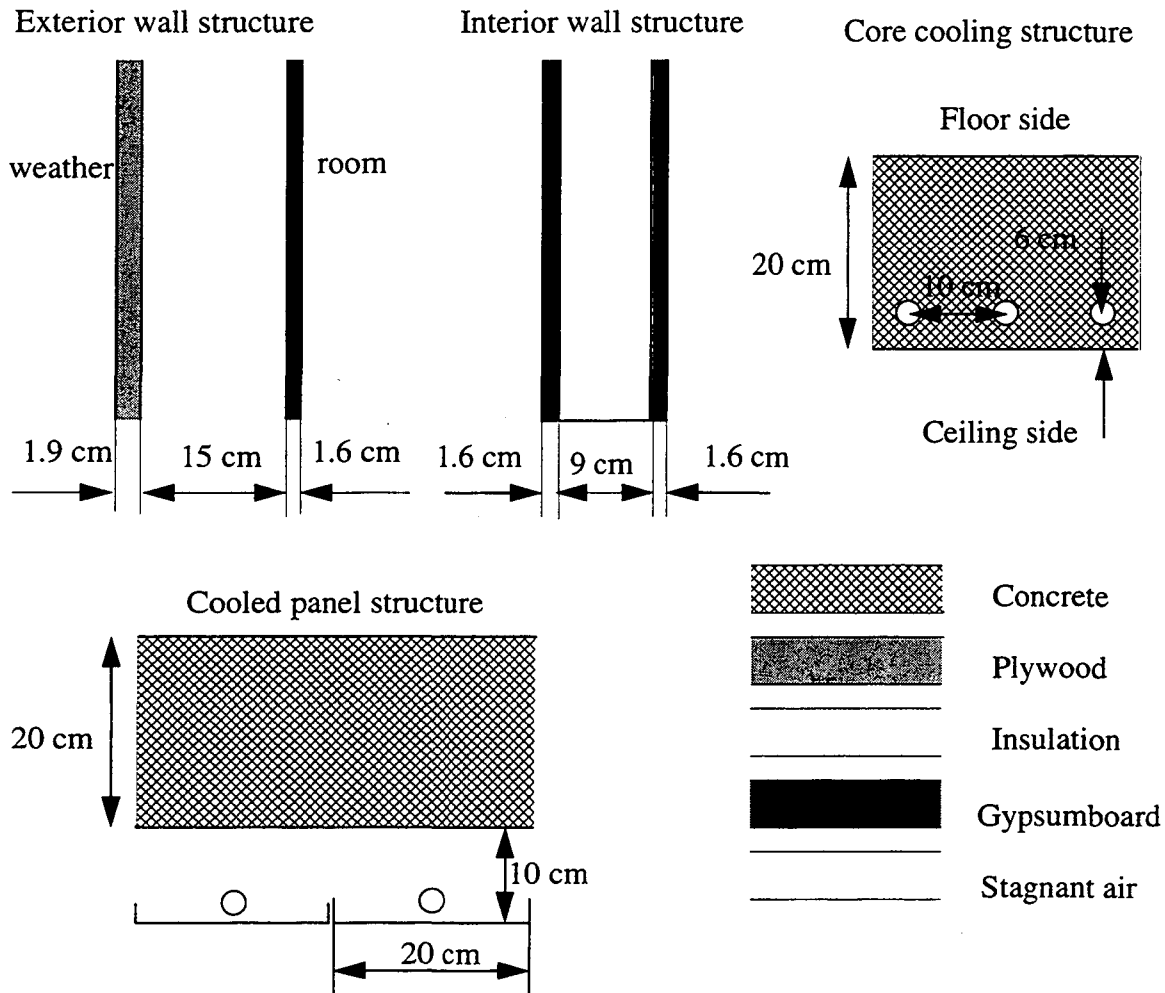 Exterior wall structure
weather
room
1.9 cm
15 cm
1.6 cm
Interior wall structure
1.6 cm
9 cm
1.6 cm
Core cooling structure
Floor side
20 cm
6 cm
10 cm
Ceiling side
Cooled panel structure
20 cm
10 cm
20 cm
Concrete
Plywood
Insulation
Gypsumboard
Stagnant air